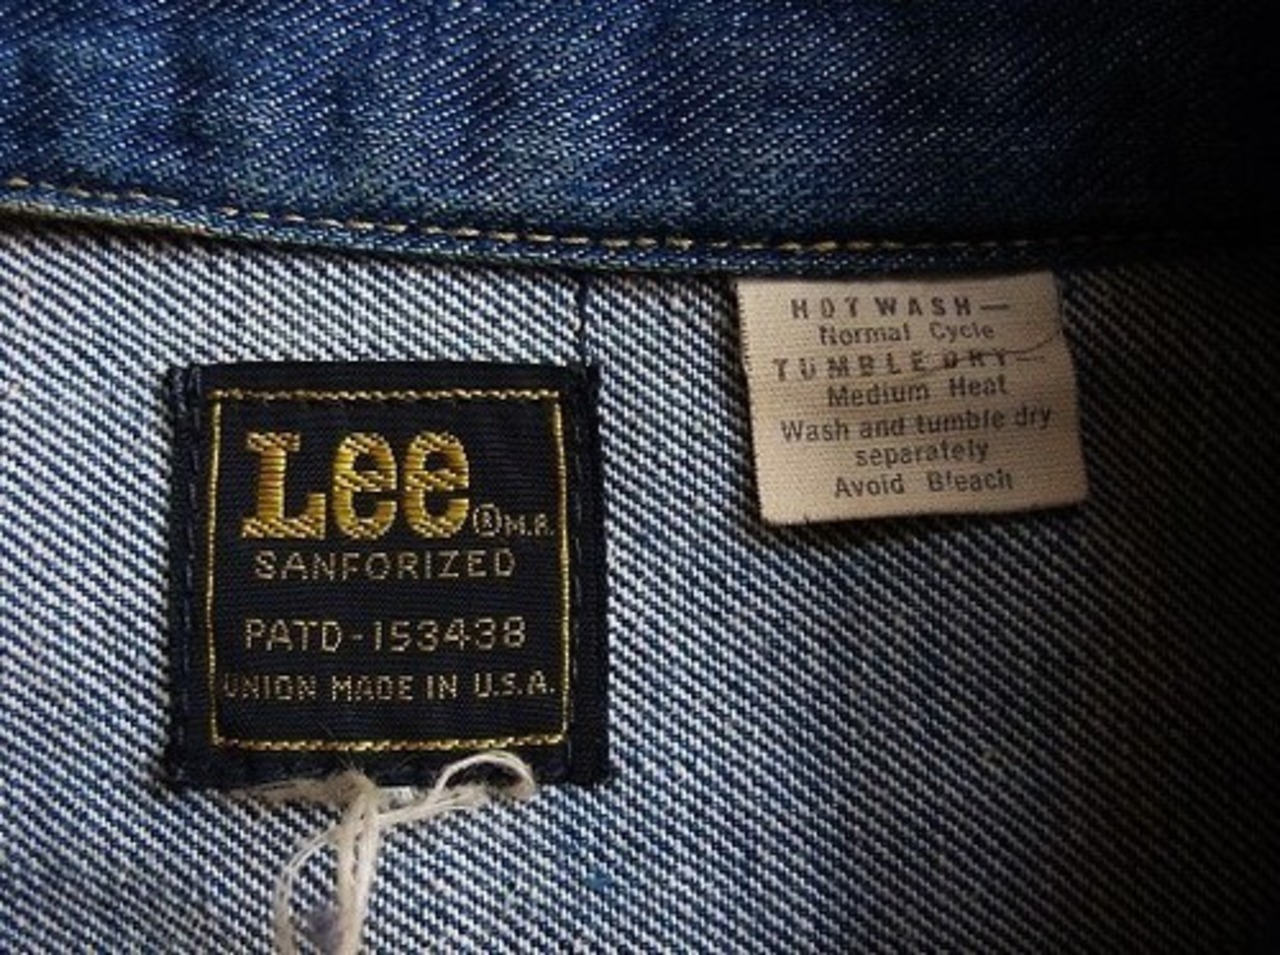 Lee ® M.R.
SANFORIZED
PATD-153438
UNION MADE IN U.S.A.
HOT WASH—
Normal Cycle
TUMBLE DRY—
Medium Heat
Wash and tumble dry
separately
Avoid Bleach